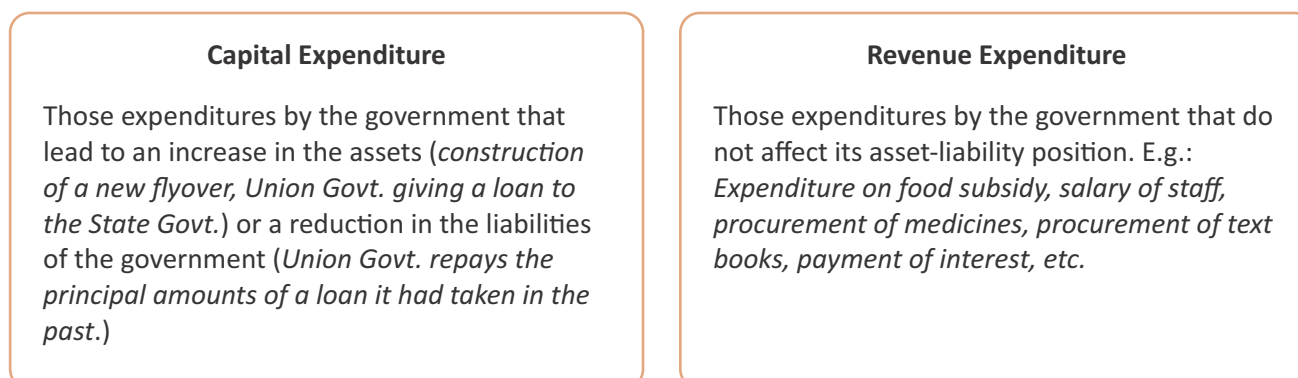 Capital Expenditure
Those expenditures by the government that
lead to an increase in the assets (construction
of a new flyover, Union Govt. giving a loan to
the State Govt.) or a reduction in the liabilities
of the government (Union Govt. repays the
principal amounts of a loan it had taken in the
past.)
Revenue Expenditure
Those expenditures by the government that do
not affect its asset-liability position. E.g.:
Expenditure on food subsidy, salary of staff,
procurement of medicines, procurement of text
books, payment of interest, etc.